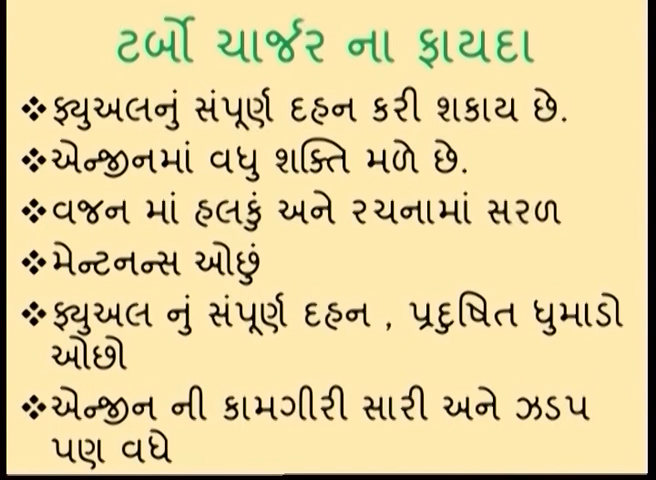 ટર્બો ચાર્જર ના ફાયદા
❖ફ્યુઅલનું સંપૂર્ણ દહન કરી શકાય છે.
❖એન્જીનમાં વધુ શક્તિ મળે છે.
❖વજન માં હલકું અને રચનામાં સરળ
❖મેન્ટનન્સ ઓછું
❖ફ્યુઅલ નું સંપૂર્ણ દહન , પ્રદુષિત ધુમાડો
ઓછો
❖એન્જીન ની કામગીરી સારી અને ઝડપ
પણ વધે